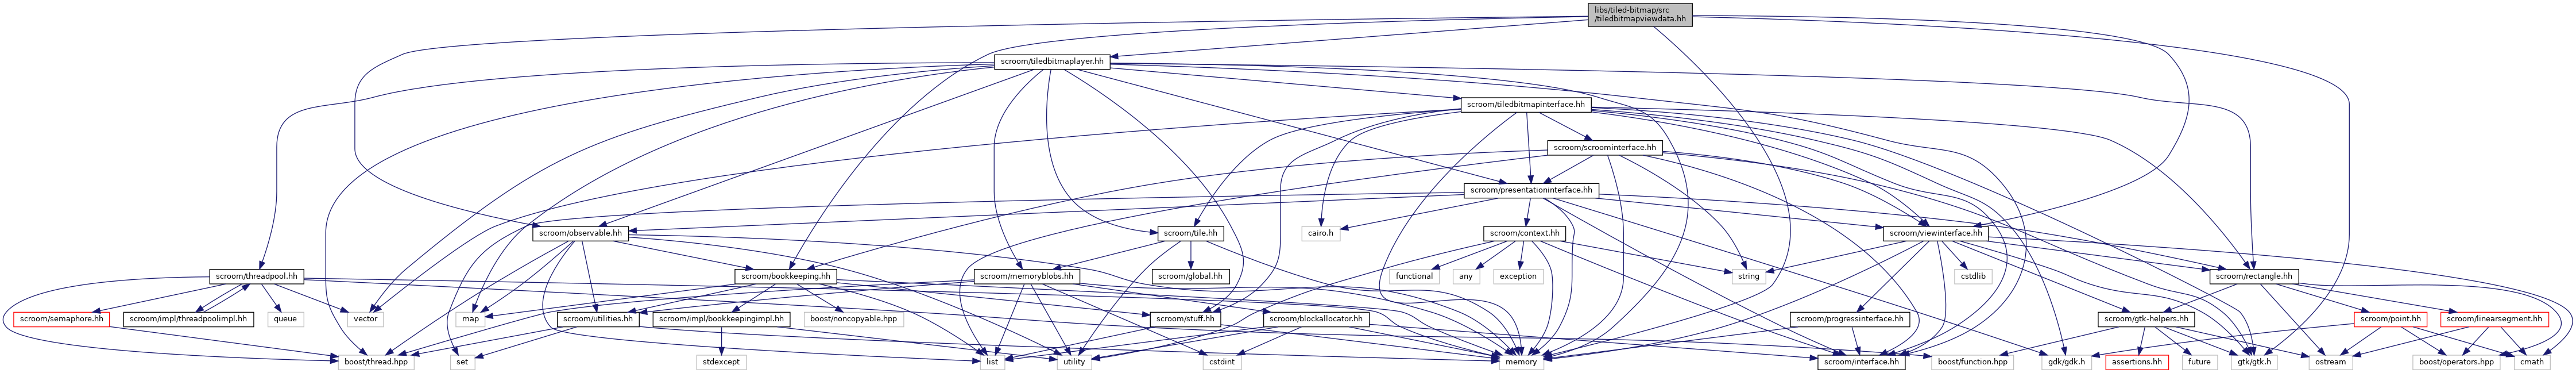 libs/tiled-bitmap/src
/tiledbitmapviewdata.hh
scroom/tiledbitmaplayer.hh
scroom/tiledbitmapinterface.hh
scroom/scroominterface.hh
scroom/presentationinterface.hh
scroom/observable.hh
scroom/tile.hh
cairo.h
scroom/context.hh
scroom/viewinterface.hh
scroom/threadpool.hh
scroom/bookkeeping.hh
scroom/memoryblobs.hh
scroom/global.hh
functional
any
exception
string
cstdlib
scroom/rectangle.hh
scroom/semaphore.hh
scroom/impl/threadpoolimpl.hh
queue
vector
map
scroom/utilities.hh
scroom/impl/bookkeepingimpl.hh
boost/noncopyable.hpp
scroom/stuff.hh
scroom/blockallocator.hh
scroom/progressinterface.hh
scroom/gtk-helpers.hh
scroom/point.hh
scroom/linearsegment.hh
boost/thread.hpp
set
stdexcept
list
utility
cstdint
memory
scroom/interface.hh
boost/function.hpp
gdk/gdk.h
assertions.hh
future
gtk/gtk.h
ostream
boost/operators.hpp
cmath